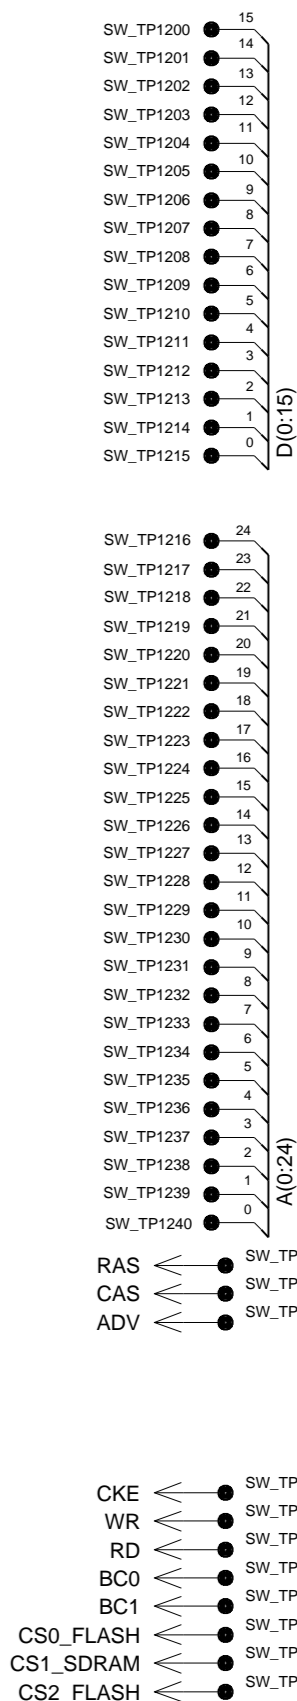 SW_TP1200 15
SW_TP1201 14
SW_TP1202 13
SW_TP1203 12
SW_TP1204 11
SW_TP1205 10
SW_TP1206 9
SW_TP1207 8
SW_TP1208 7
SW_TP1209 6
SW_TP1210 5
SW_TP1211 4
SW_TP1212 3
SW_TP1213 2
SW_TP1214 1
SW_TP1215 0
D(0:15)
SW_TP1216 24
SW_TP1217 23
SW_TP1218 22
SW_TP1219 21
SW_TP1220 20
SW_TP1221 19
SW_TP1222 18
SW_TP1223 17
SW_TP1224 16
SW_TP1225 15
SW_TP1226 14
SW_TP1227 13
SW_TP1228 12
SW_TP1229 11
SW_TP1230 10
SW_TP1231 9
SW_TP1232 8
SW_TP1233 7
SW_TP1234 6
SW_TP1235 5
SW_TP1236 4
SW_TP1237 3
SW_TP1238 2
SW_TP1239 1
SW_TP1240 0
A(0:24)
RAS SW_TP
CAS SW_TP
ADV SW_TP
CKE SW_TP
WR SW_TP
RD SW_TP
BC0 SW_TP
BC1 SW_TP
CS0_FLASH SW_TP
CS1_SDRAM SW_TP
CS2_FLASH SW_TP